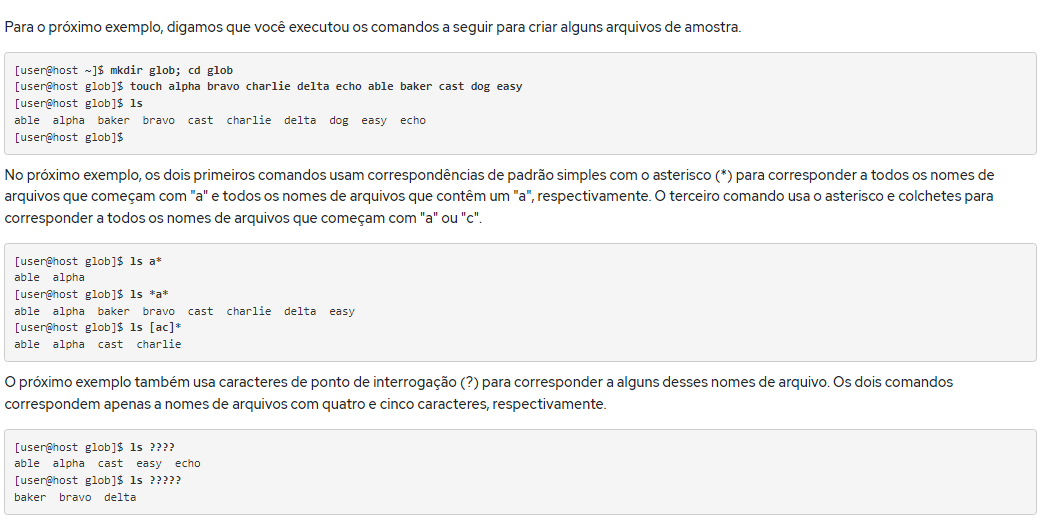 Para o próximo exemplo, digamos que você executou os comandos a seguir para criar alguns arquivos de amostra.
[user@host ~]$ mkdir glob; cd glob
[user@host glob]$ touch alpha bravo charlie delta echo able baker cast dog easy
[user@host glob]$ ls
able  alpha  baker  bravo  cast  charlie  delta  dog  easy  echo
[user@host glob]$
No próximo exemplo, os dois primeiros comandos usam correspondências de padrão simples com o asterisco (*) para corresponder a todos os nomes de
arquivos que começam com "a" e todos os nomes de arquivos que contêm um "a", respectivamente. O terceiro comando usa o asterisco e colchetes para
corresponder a todos os nomes de arquivos que começam com "a" ou "c".
[user@host glob]$ ls a*
able  alpha
[user@host glob]$ ls *a*
able  alpha  baker  bravo  cast  charlie  delta  easy
[user@host glob]$ ls [ac]*
able  alpha  cast  charlie
O próximo exemplo também usa caracteres de ponto de interrogação (?) para corresponder a alguns desses nomes de arquivo. Os dois comandos
correspondem apenas a nomes de arquivos com quatro e cinco caracteres, respectivamente.
[user@host glob]$ ls ????
able  alpha  cast  easy  echo
[user@host glob]$ ls ?????
baker  bravo  delta